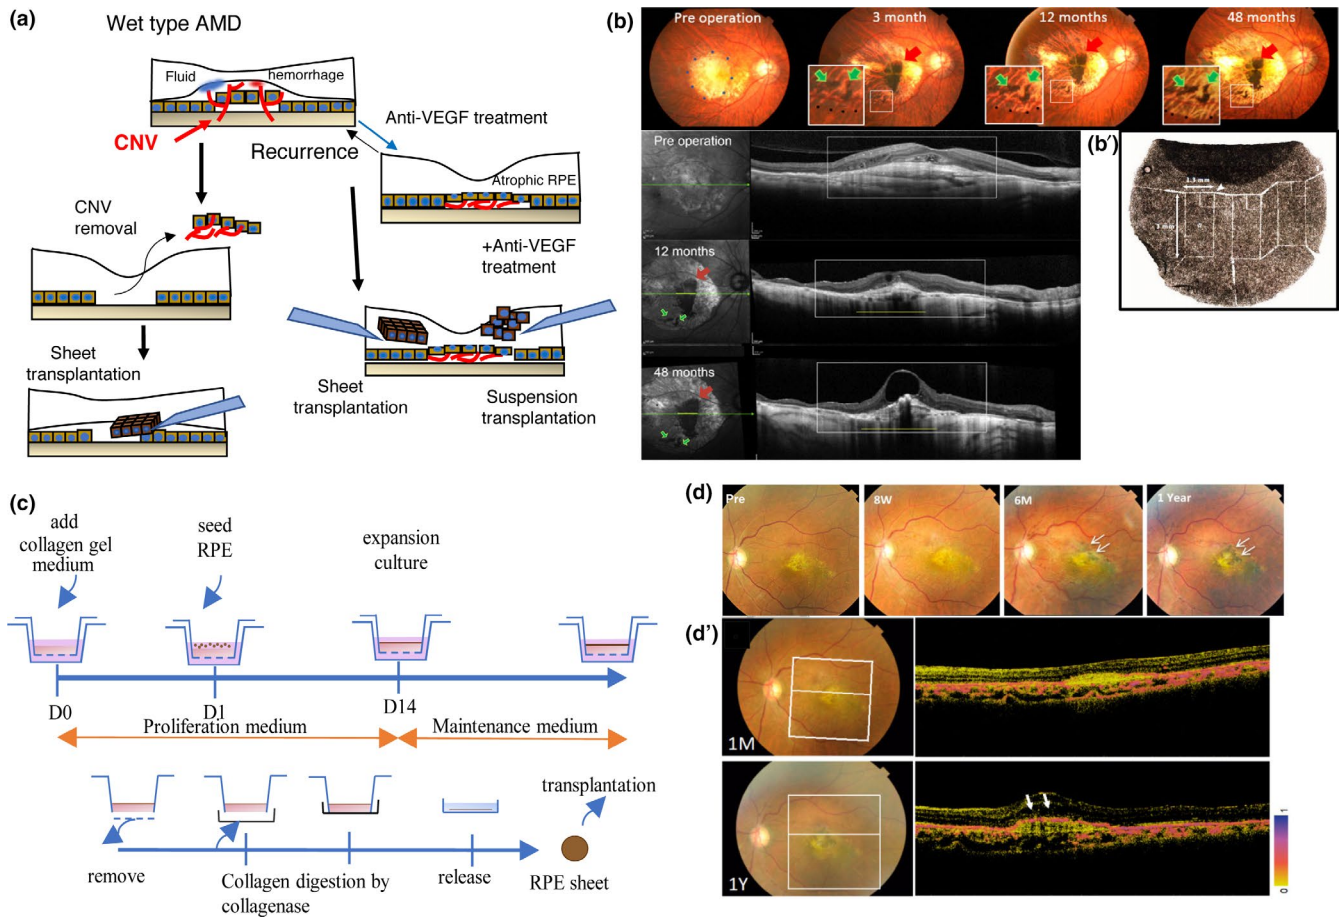 (a)
Wet type AMD
Fluid
hemorrhage
CNV
Recurrence
Anti-VEGF treatment
Atrophic RPE
CNV
removal
+Anti-VEGF
treatment
Sheet
transplantation
Sheet
transplantation
Suspension
transplantation
(b)
Pre operation
3 month
12 months
48 months
Pre operation
12 months
48 months
(b′)
1.3 mm
3 mm
(c)
add
collagen gel
medium
seed
RPE
expansion
culture
D0
D1
D14
Proliferation medium
Maintenance medium
remove
Collagen digestion by
collagenase
release
transplantation
RPE sheet
(d)
Pre
8W
6M
1 Year
(d’)
1M
1Y
1
0